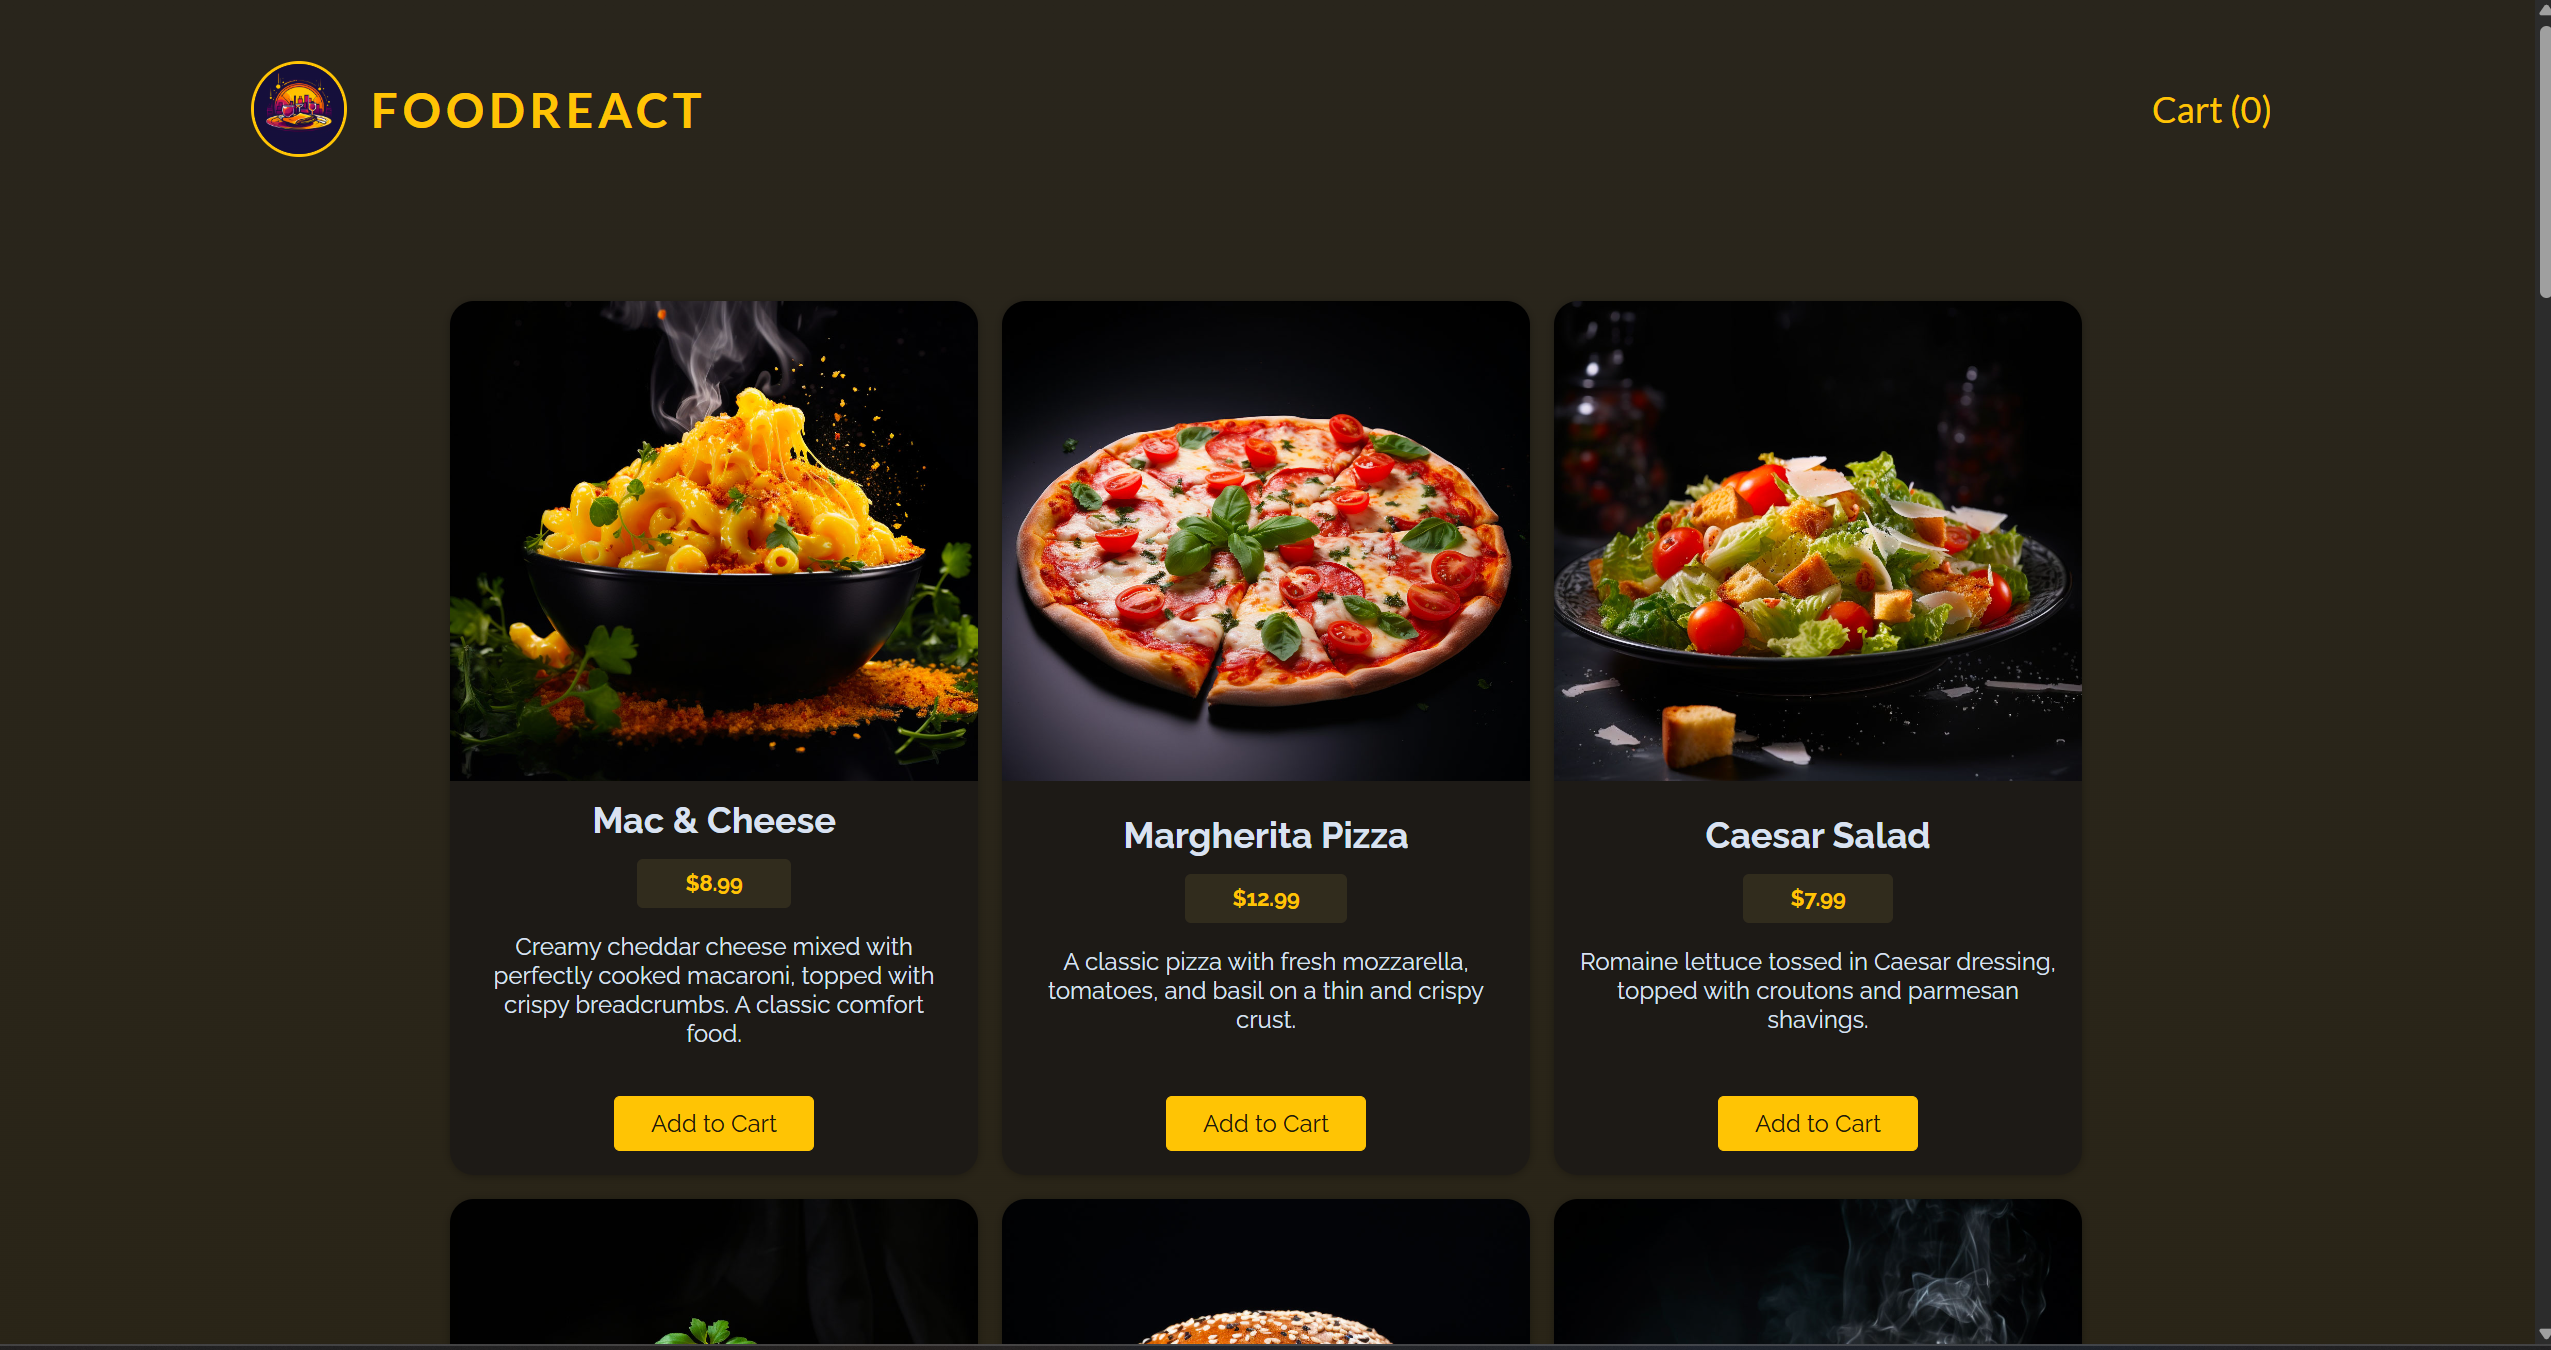 FOODREACT
Cart (0)
Mac & Cheese
$8.99
Creamy cheddar cheese mixed with
perfectly cooked macaroni, topped with
crispy breadcrumbs. A classic comfort
food.
Add to Cart
Margherita Pizza
$12.99
A classic pizza with fresh mozzarella,
tomatoes, and basil on a thin and crispy
crust.
Add to Cart
Caesar Salad
$7.99
Romaine lettuce tossed in Caesar dressing,
topped with croutons and parmesan
shavings.
Add to Cart